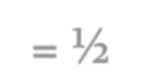 = ½